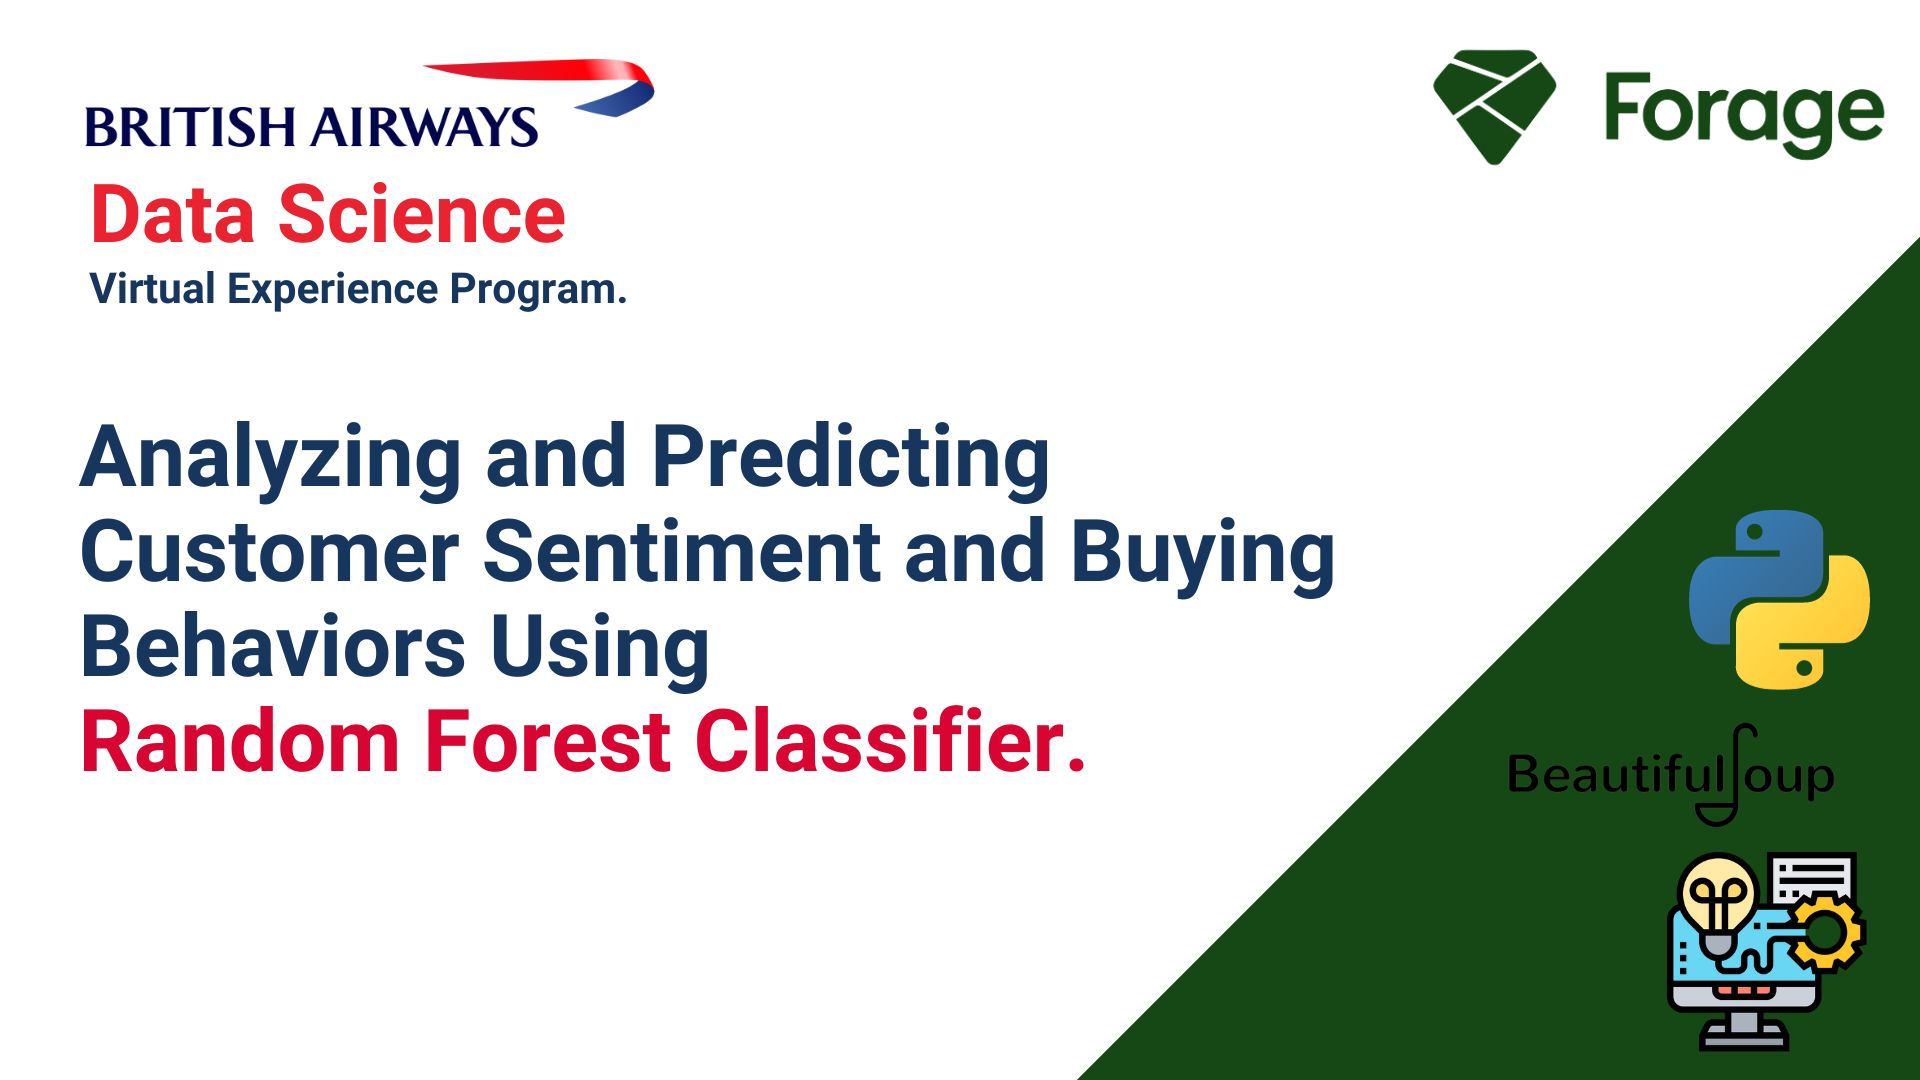 BRITISH AIRWAYS
Forage
Data Science
Virtual Experience Program.
Analyzing and Predicting
Customer Sentiment and Buying
Behaviors Using
Random Forest Classifier.
BeautifulSoup